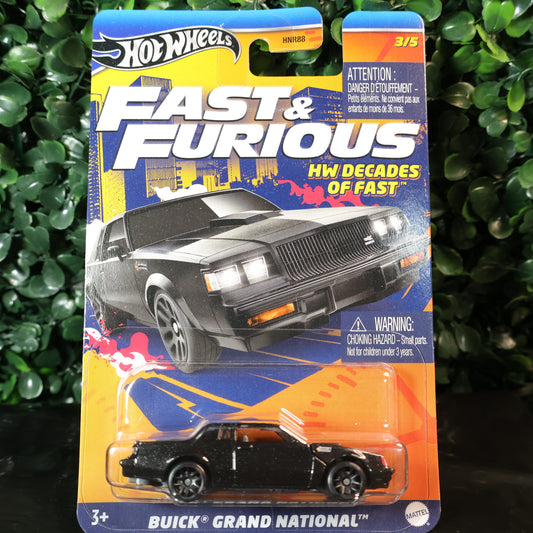 HOT WHEELS
HNR88
3/5
ATTENTION :
DANGER D'ÉTOUFFEMENT –
Petits éléments. Ne convient pas aux
enfants de moins de 36 mois.
FAST &
FURIOUS
HW DECADES
OF FAST™
WARNING:
CHOKING HAZARD – Small parts.
Not for children under 3 years.
3+
BUICK® GRAND NATIONAL™
MATTEL